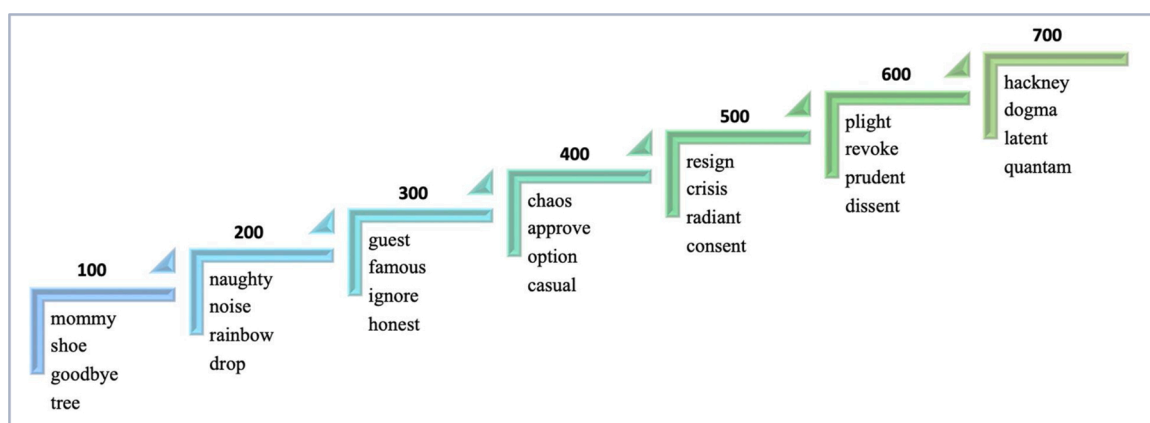 100
mommy
shoe
goodbye
tree
200
naughty
noise
rainbow
drop
300
guest
famous
ignore
honest
400
chaos
approve
option
casual
500
resign
crisis
radiant
consent
600
plight
revoke
prudent
dissent
700
hackney
dogma
latent
quantam